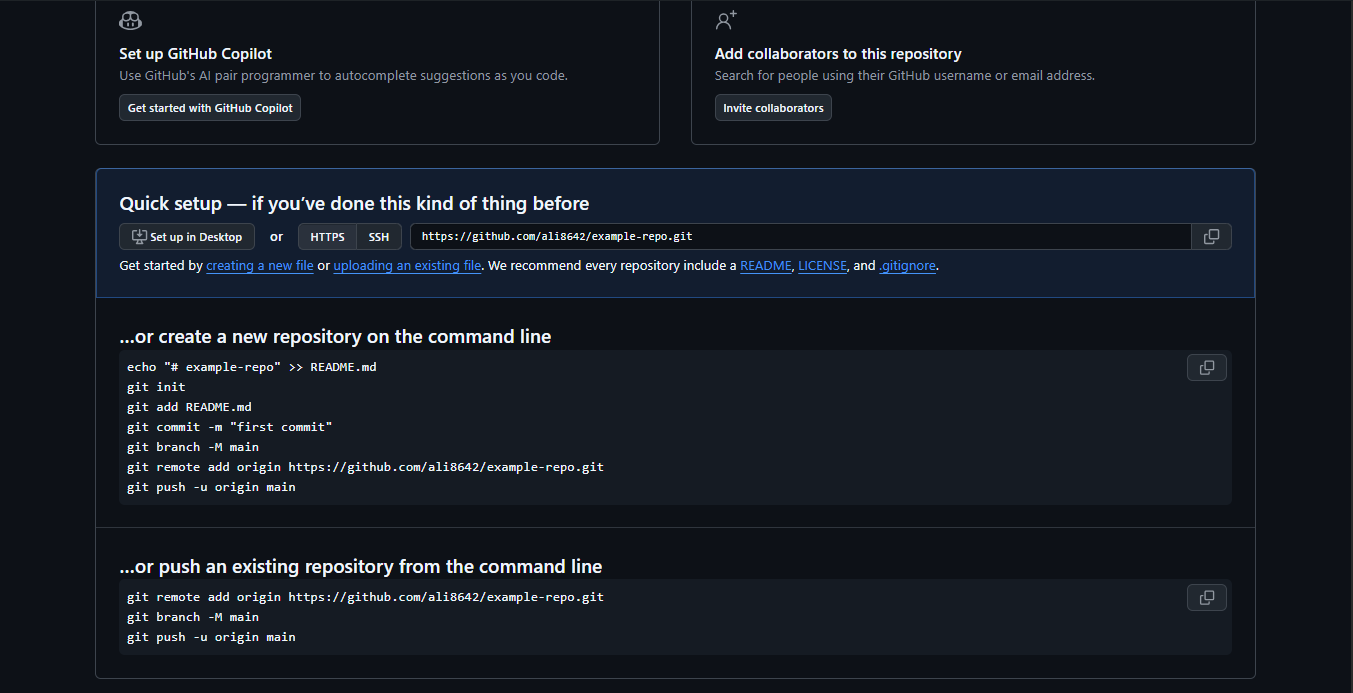 Set up GitHub Copilot
Use GitHub's AI pair programmer to autocomplete suggestions as you code.
Get started with GitHub Copilot
Add collaborators to this repository
Search for people using their GitHub username or email address.
Invite collaborators
Quick setup — if you’ve done this kind of thing before
Set up in Desktop or HTTPS SSH https://github.com/ali8642/example-repo.git
Get started by creating a new file or uploading an existing file. We recommend every repository include a README, LICENSE, and .gitignore.
...or create a new repository on the command line
echo "# example-repo" >> README.md
git init
git add README.md
git commit -m "first commit"
git branch -M main
git remote add origin https://github.com/ali8642/example-repo.git
git push -u origin main
...or push an existing repository from the command line
git remote add origin https://github.com/ali8642/example-repo.git
git branch -M main
git push -u origin main